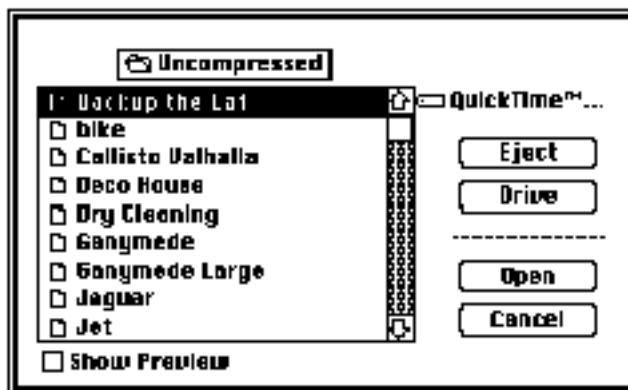 Uncompressed
Backup the Cat
QuickTime™...
bike
Callisto Valhalla
Deco House
Dry Cleaning
Ganymede
Ganymede Large
Jaguar
Jet
Eject
Drive
Open
Cancel
Show Preview